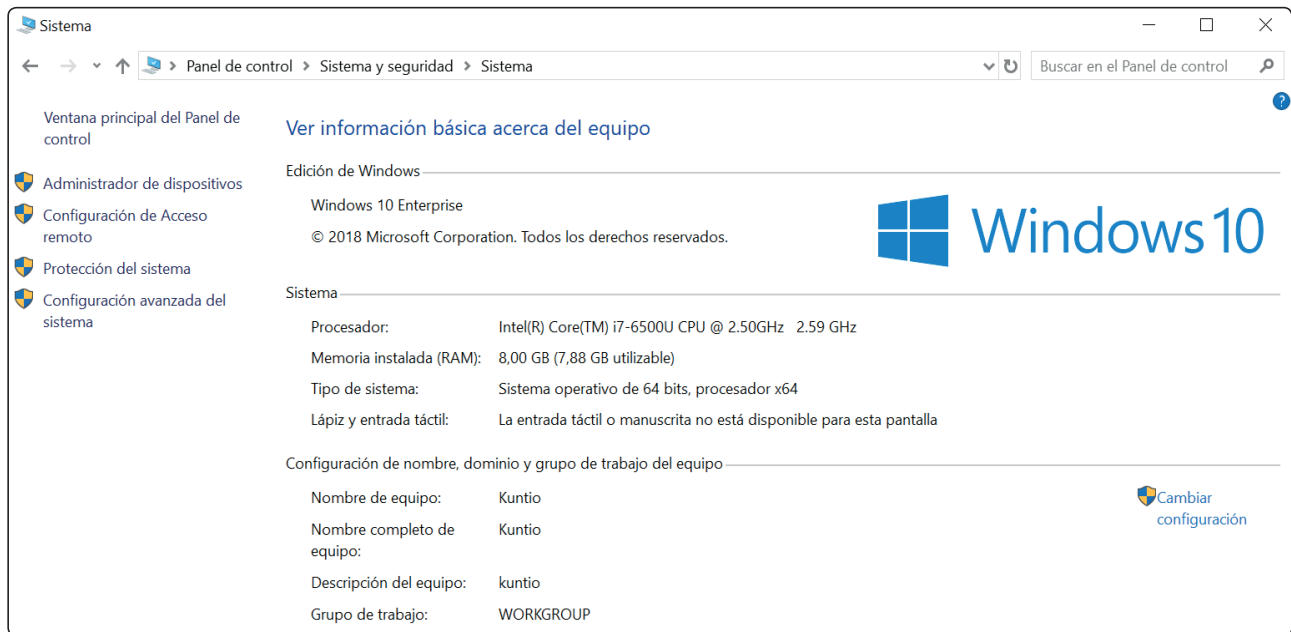 Sistema
Panel de control > Sistema y seguridad > Sistema
Buscar en el Panel de control
?
Ventana principal del Panel de
control
Administrador de dispositivos
Configuración de Acceso
remoto
Protección del sistema
Configuración avanzada del
sistema
Ver información básica acerca del equipo
Edición de Windows
Windows 10 Enterprise
© 2018 Microsoft Corporation. Todos los derechos reservados.
Windows 10
Sistema
Procesador: Intel(R) Core(TM) i7-6500U CPU @ 2.50GHz 2.59 GHz
Memoria instalada (RAM): 8,00 GB (7,88 GB utilizable)
Tipo de sistema: Sistema operativo de 64 bits, procesador x64
Lápiz y entrada táctil: La entrada táctil o manuscrita no está disponible para esta pantalla
Configuración de nombre, dominio y grupo de trabajo del equipo
Nombre de equipo: Kuntio
Cambiar
configuración
Nombre completo de Kuntio
equipo:
Descripción del equipo: kuntio
Grupo de trabajo: WORKGROUP